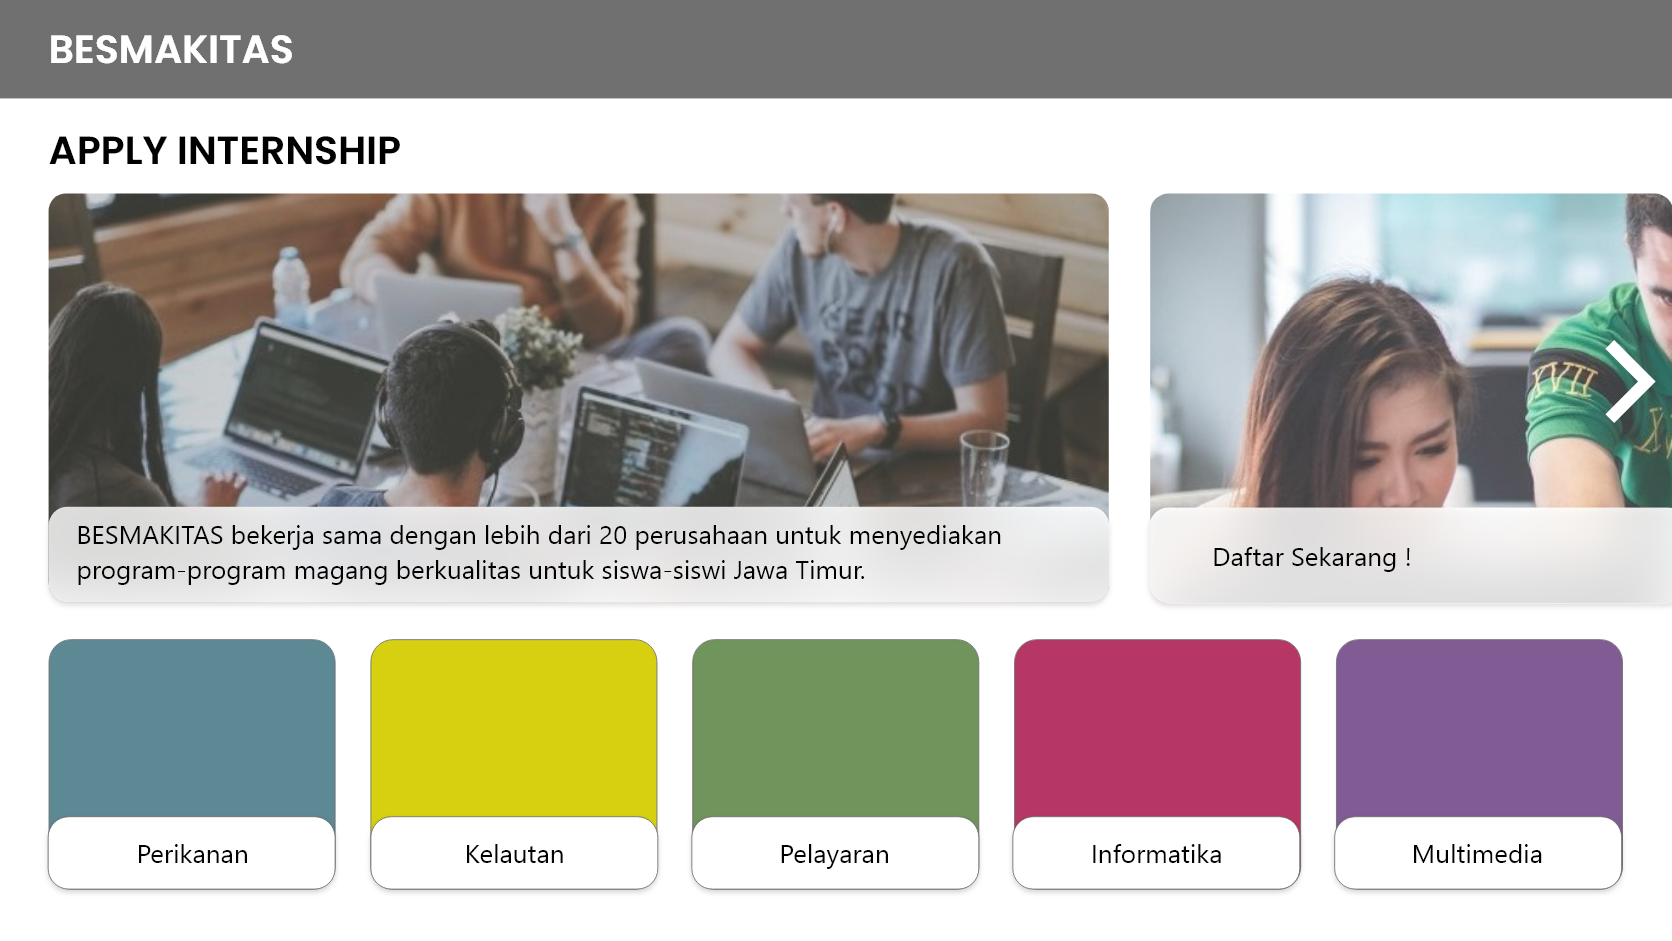 BESMAKITAS
APPLY INTERNSHIP
XVII
BESMAKITAS bekerja sama dengan lebih dari 20 perusahaan untuk menyediakan
program-program magang berkualitas untuk siswa-siswi Jawa Timur.
Daftar Sekarang !
Perikanan
Kelautan
Pelayaran
Informatika
Multimedia